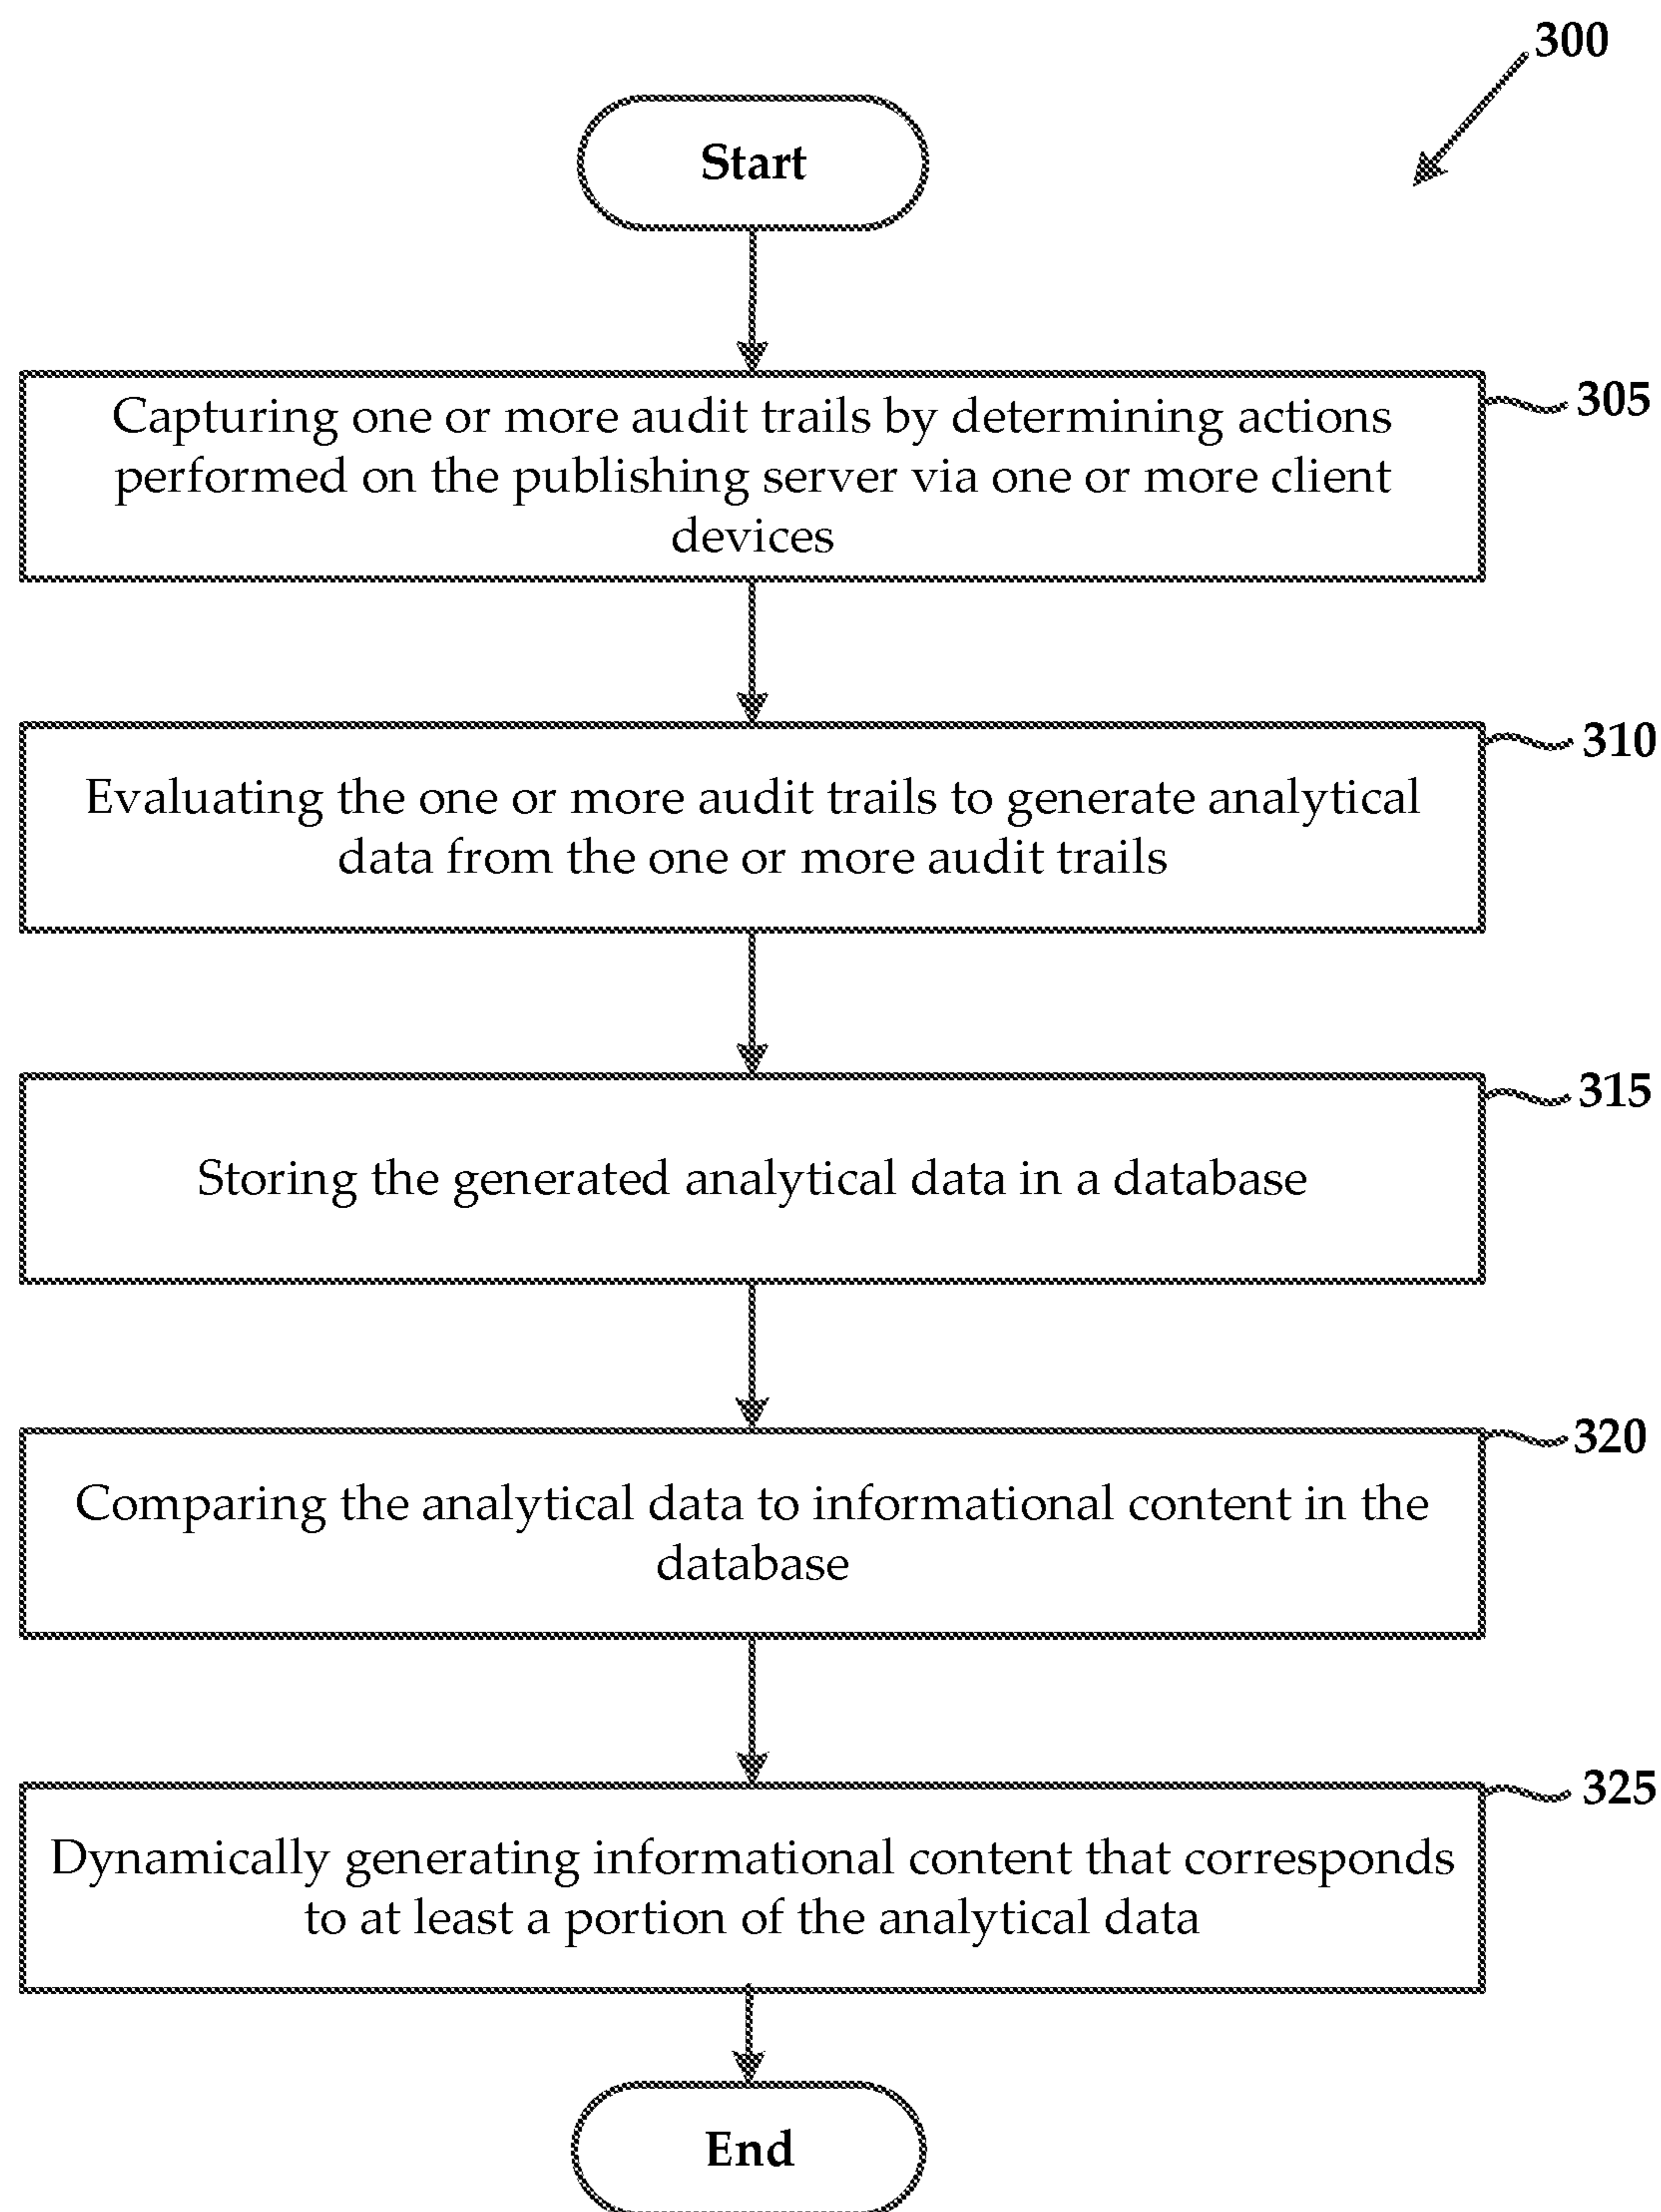 300
Start
Capturing one or more audit trails by determining actions
performed on the publishing server via one or more client
devices
305
Evaluating the one or more audit trails to generate analytical
data from the one or more audit trails
310
Storing the generated analytical data in a database
315
Comparing the analytical data to informational content in the
database
320
Dynamically generating informational content that corresponds
to at least a portion of the analytical data
325
End